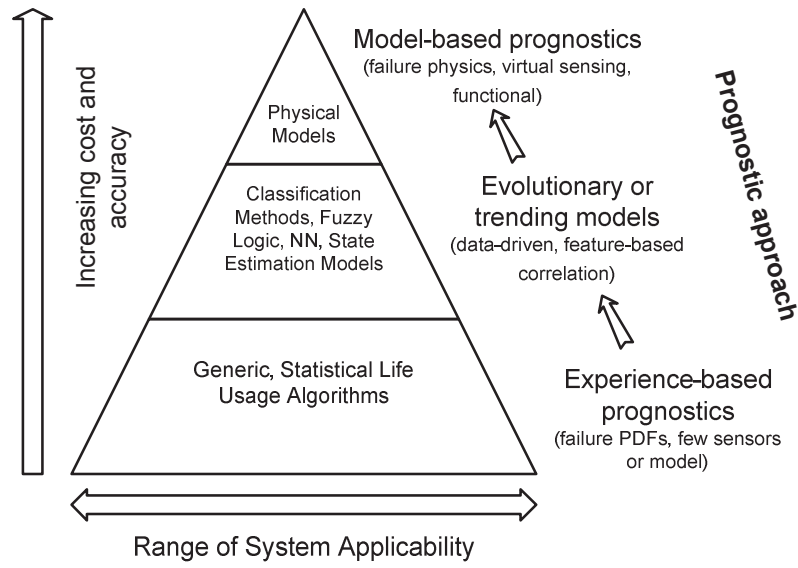 Increasing cost and
accuracy
Physical
Models
Classification
Methods, Fuzzy
Logic, NN, State
Estimation Models
Generic, Statistical Life
Usage Algorithms
Model-based prognostics
(failure physics, virtual sensing,
functional)
Evolutionary or
trending models
(data-driven, feature-based
correlation)
Experience-based
prognostics
(failure PDFs, few sensors
or model)
Prognostic approach
Range of System Applicability